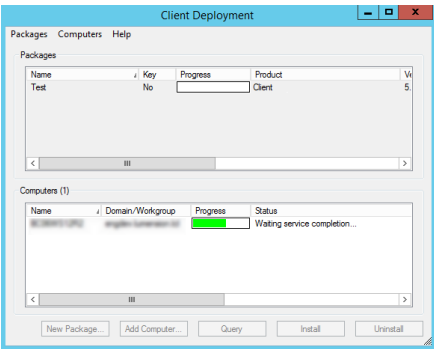 Client Deployment
Packages Computers Help
Packages
Name Key Progress Product
Test No Client 5.
Computers (1)
Name Domain/Workgroup Progress Status
Waiting service completion...
New Package... Add Computer... Query Install Uninstall